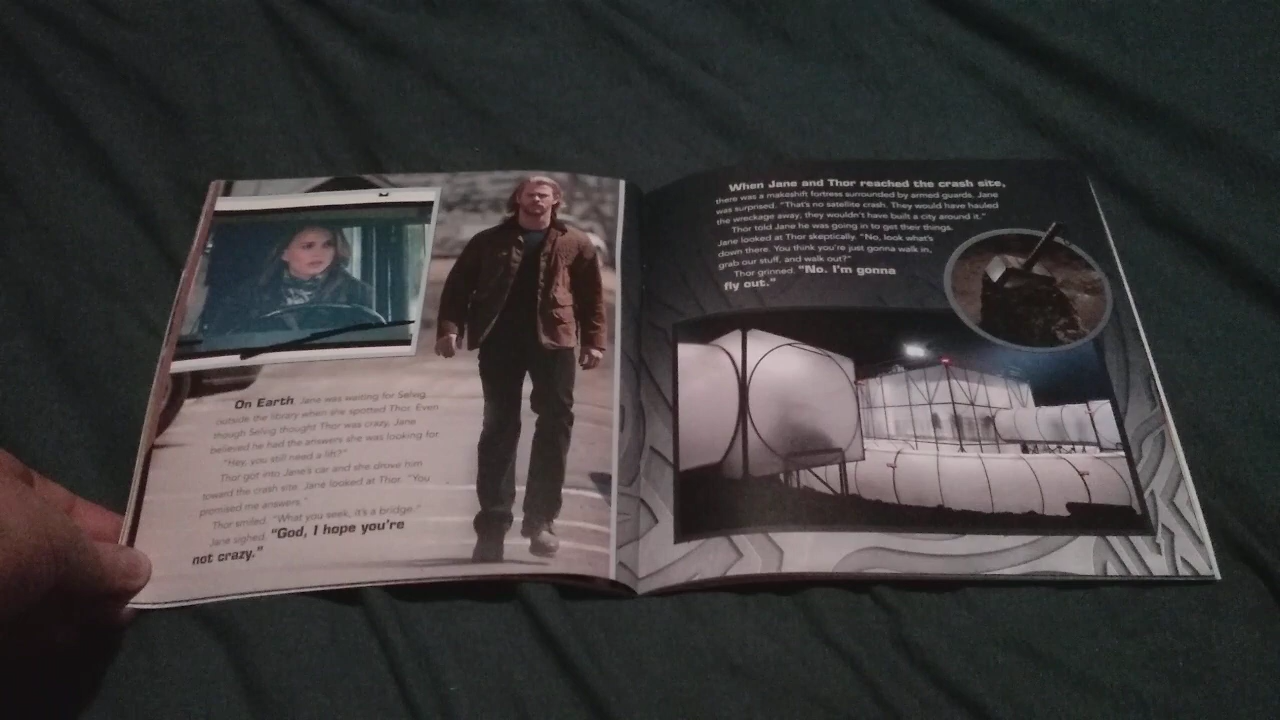 On Earth, Jane was waiting for Selvig
outside the library when she spotted Thor. Even
though Selvig thought Thor was crazy, Jane
believed he had the answers she was looking for.
"Hey, you still need a lift?"
Thor got into Jane's car and she drove him
toward the crash site. Jane looked at Thor. "You
promised me answers."
Thor smiled. "What you seek, it's a bridge."
Jane sighed. "God, I hope you're
not crazy."
When Jane and Thor reached the crash site,
there was a makeshift fortress surrounded by armed guards. Jane
was surprised. "That's no satellite crash. They would have hauled
the wreckage away, they wouldn't have built a city around it."
Thor told Jane he was going in to get their things.
Jane looked at Thor skeptically. "No, look what's
down there. You think you're just gonna walk in,
grab our stuff, and walk out?"
Thor grinned. "No. I'm gonna
fly out."